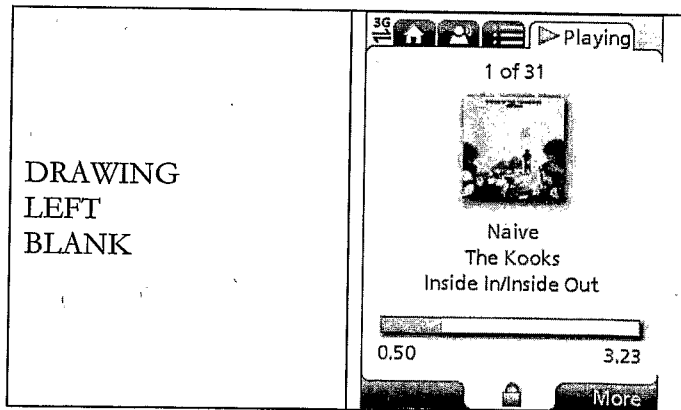 DRAWING
LEFT
BLANK
3G
Playing
1 of 31
Naive
The Kooks
Inside In/Inside Out
0.50
3.23
More